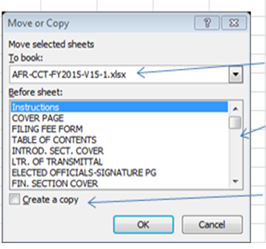 Move or Copy
Move selected sheets
To book:
AFR-CCT-FY2015-V15-1.xlsx
Before sheet:
Instructions
COVER PAGE
FILING FEE FORM
TABLE OF CONTENTS
INTROD. SECT. COVER
LTR. OF TRANSMITTAL
ELECTED OFFICIALS-SIGNATURE PG
FIN. SECTION COVER
Create a copy
OK Cancel